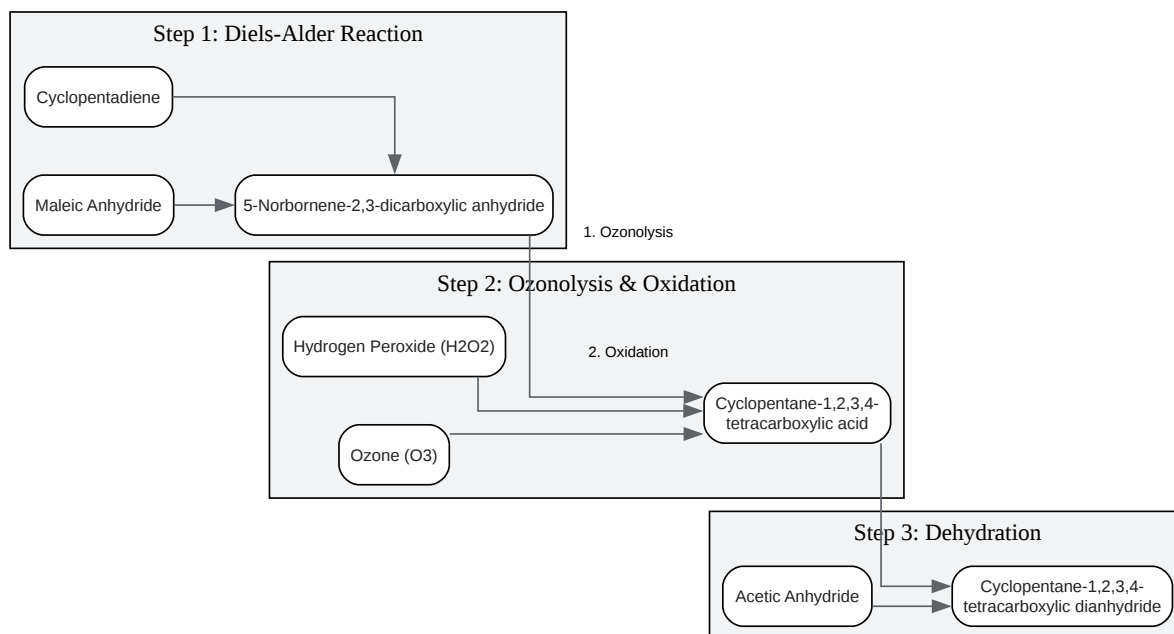 Step 1: Diels-Alder Reaction
Cyclopentadiene
Maleic Anhydride
5-Norbornene-2,3-dicarboxylic anhydride
1. Ozonolysis
Step 2: Ozonolysis & Oxidation
Hydrogen Peroxide (H2O2)
2. Oxidation
Cyclopentane-1,2,3,4-
tetracarboxylic acid
Ozone (O3)
Step 3: Dehydration
Acetic Anhydride
Cyclopentane-1,2,3,4-
tetracarboxylic dianhydride